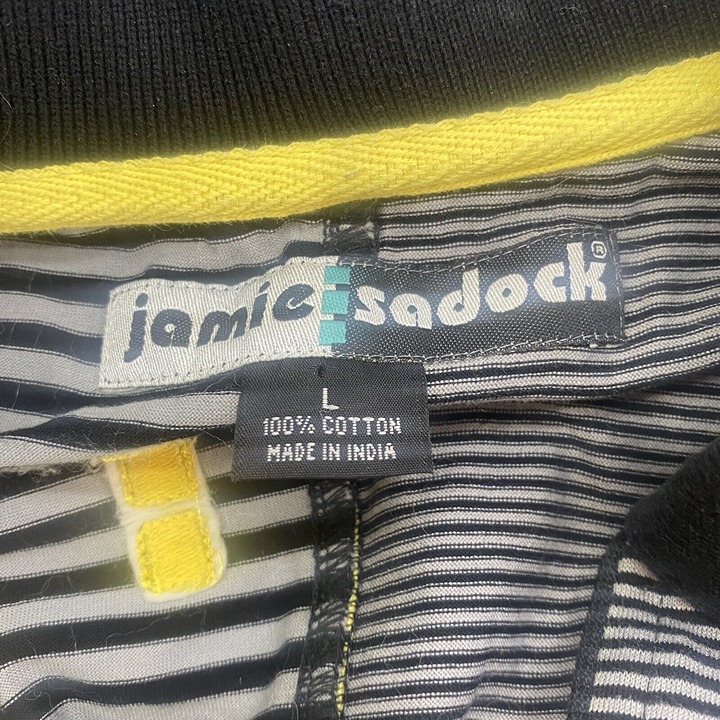 jamie sadock®
L
100% COTTON
MADE IN INDIA